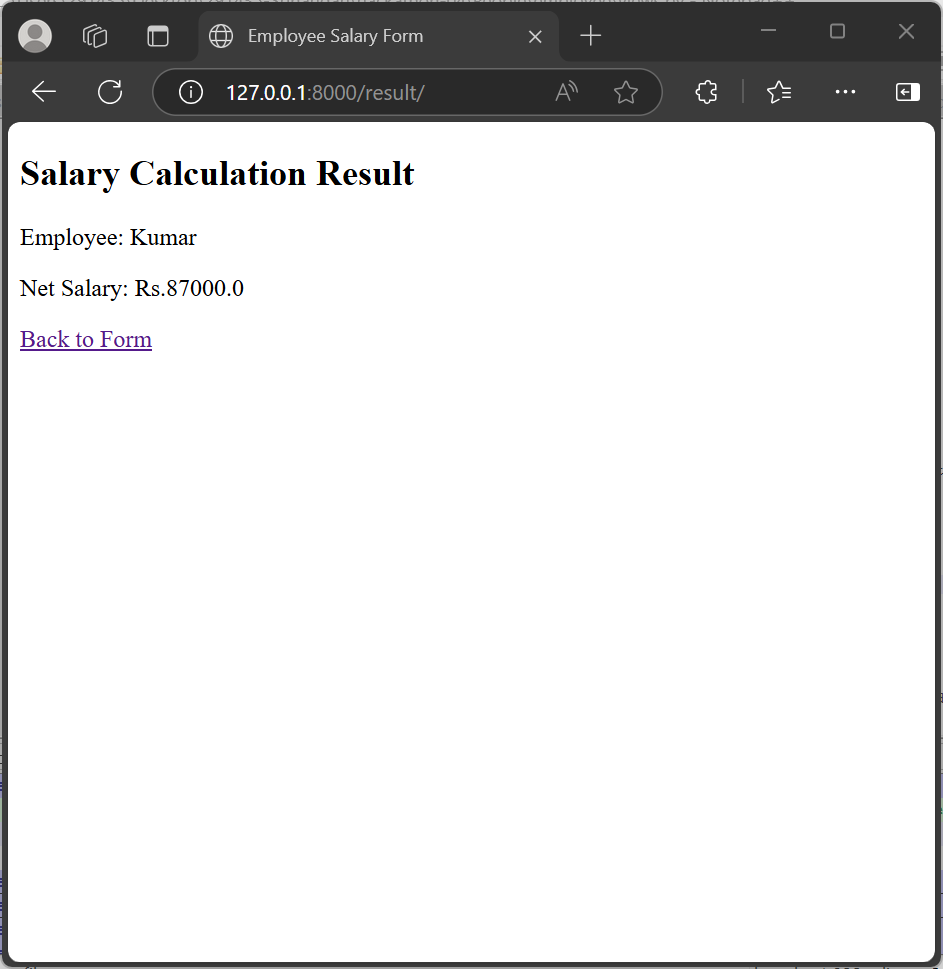 Employee Salary Form
127.0.0.1:8000/result/
Salary Calculation Result
Employee: Kumar
Net Salary: Rs.87000.0
Back to Form